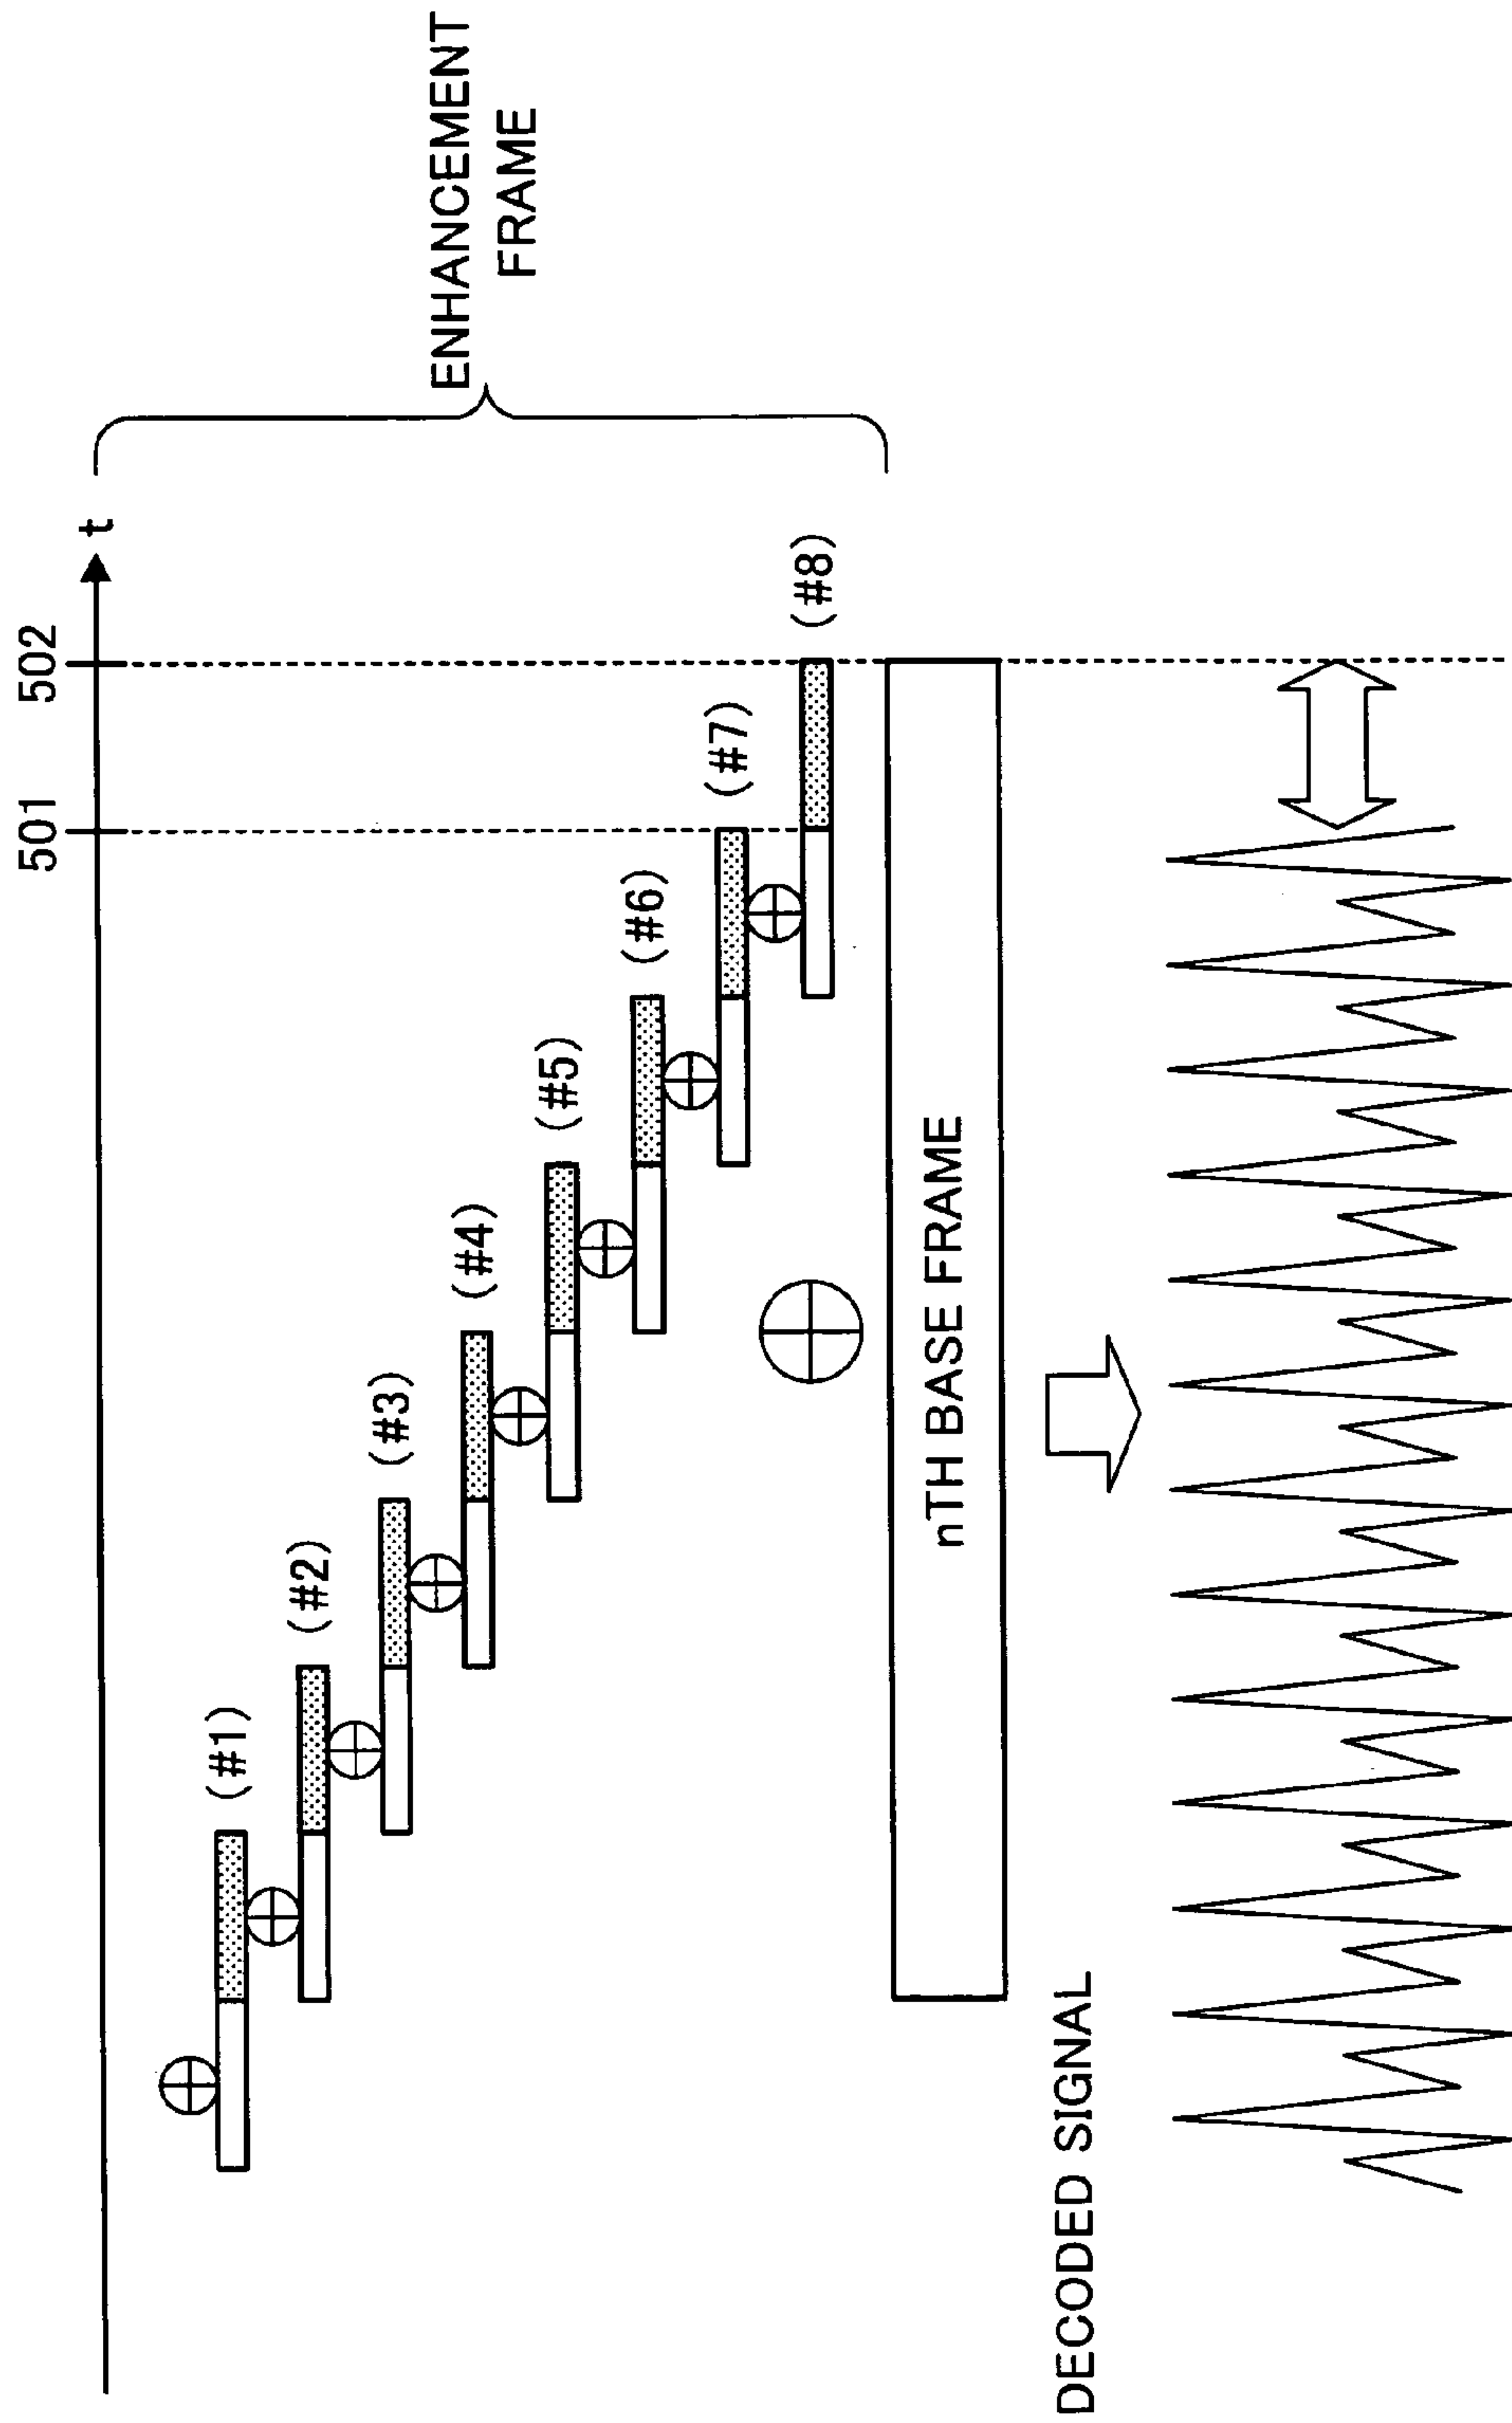 501 502
t
ENHANCEMENT
FRAME
(#1)
(#2)
(#3)
(#4)
(#5)
(#6)
(#7)
(#8)
nTH BASE FRAME
DECODED SIGNAL